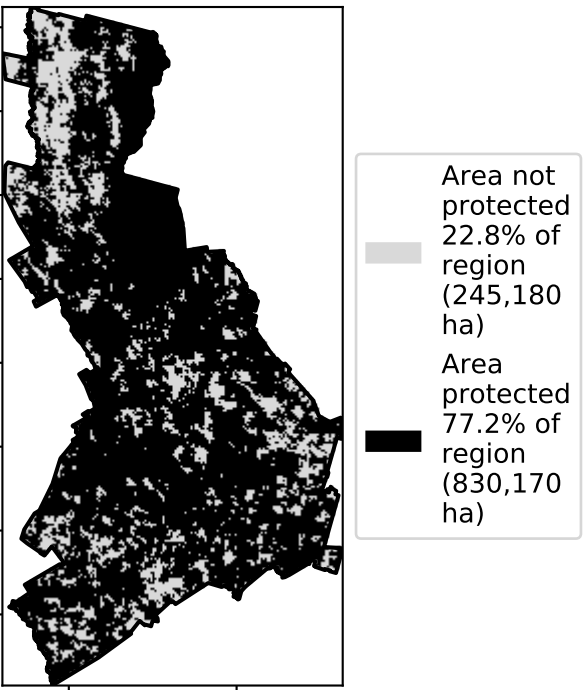 Area not
protected
22.8% of
region
(245,180
ha)
Area
protected
77.2% of
region
(830,170
ha)